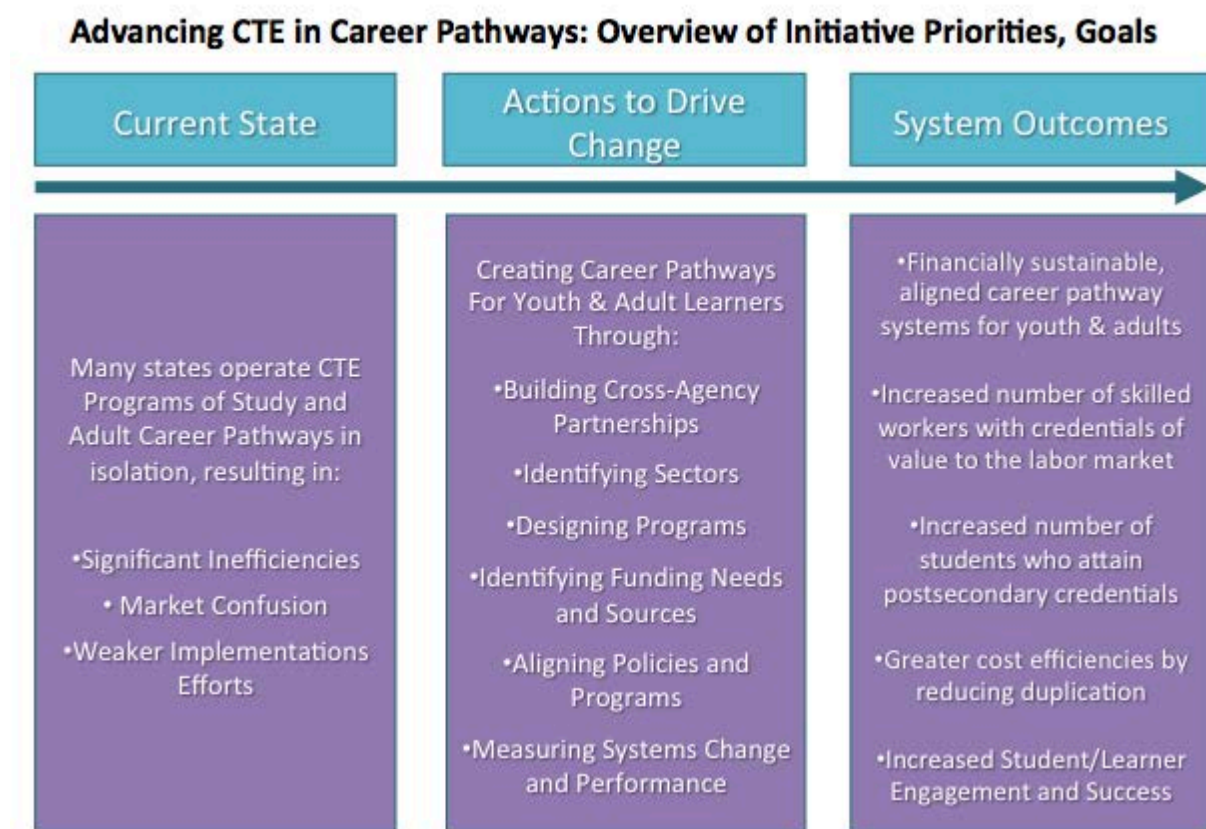 Advancing CTE in Career Pathways: Overview of Initiative Priorities, Goals
Current State
Actions to Drive
Change
System Outcomes
Many states operate CTE
Programs of Study and
Adult Career Pathways in
isolation, resulting in:
•Significant Inefficiencies
• Market Confusion
•Weaker Implementations
Efforts
Creating Career Pathways
For Youth & Adult Learners
Through:
•Building Cross-Agency
Partnerships
•Identifying Sectors
•Designing Programs
•Identifying Funding Needs
and Sources
•Aligning Policies and
Programs
•Measuring Systems Change
and Performance
•Financially sustainable,
aligned career pathway
systems for youth & adults
•Increased number of skilled
workers with credentials of
value to the labor market
•Increased number of
students who attain
postsecondary credentials
•Greater cost efficiencies by
reducing duplication
•Increased Student/Learner
Engagement and Success